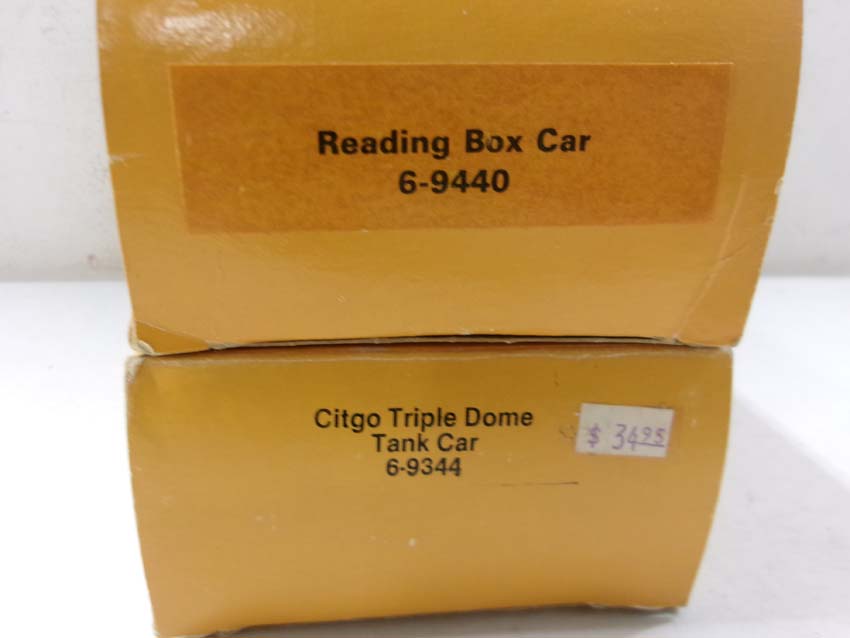 Reading Box Car
6-9440
Citgo Triple Dome
Tank Car
6-9344
$ 34.95